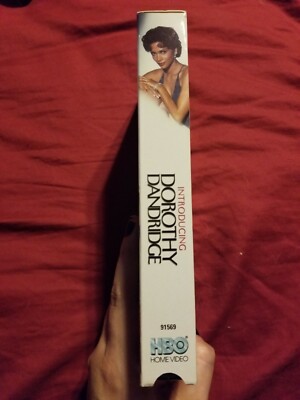 INTRODUCING
DOROTHY
DANDRIDGE
91569
HBO
HOME VIDEO